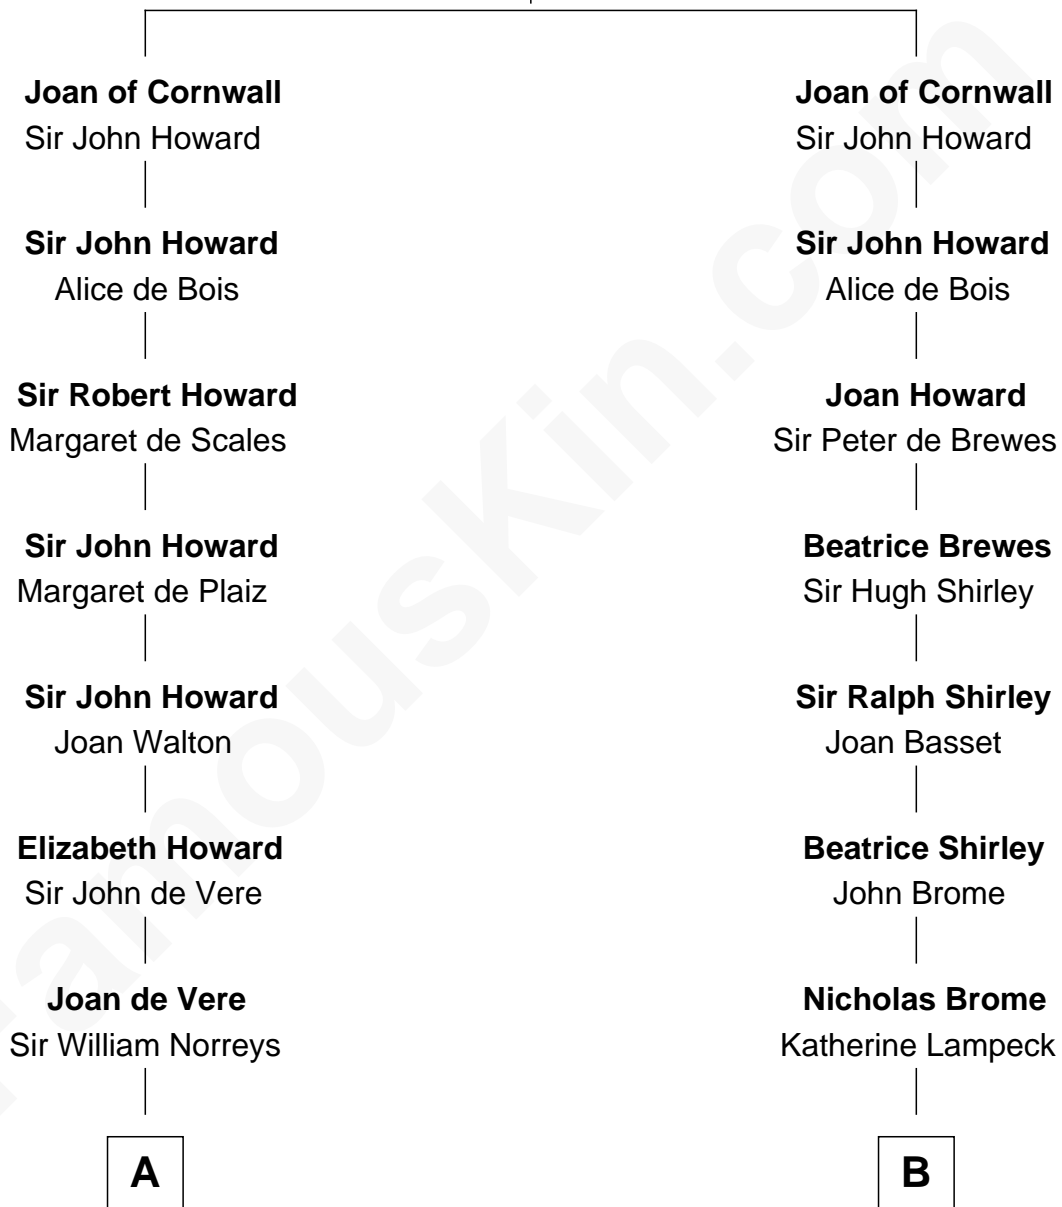 Joan of Cornwall
Sir John Howard
Sir John Howard
Alice de Bois
Sir Robert Howard
Margaret de Scales
Sir John Howard
Margaret de Plaiz
Sir John Howard
Joan Walton
Elizabeth Howard
Sir John de Vere
Joan de Vere
Sir William Norreys
A
Joan of Cornwall
Sir John Howard
Sir John Howard
Alice de Bois
Joan Howard
Sir Peter de Brewes
Beatrice Brewes
Sir Hugh Shirley
Sir Ralph Shirley
Joan Basset
Beatrice Shirley
John Brome
Nicholas Brome
Katherine Lampeck
B
FamousKin.com